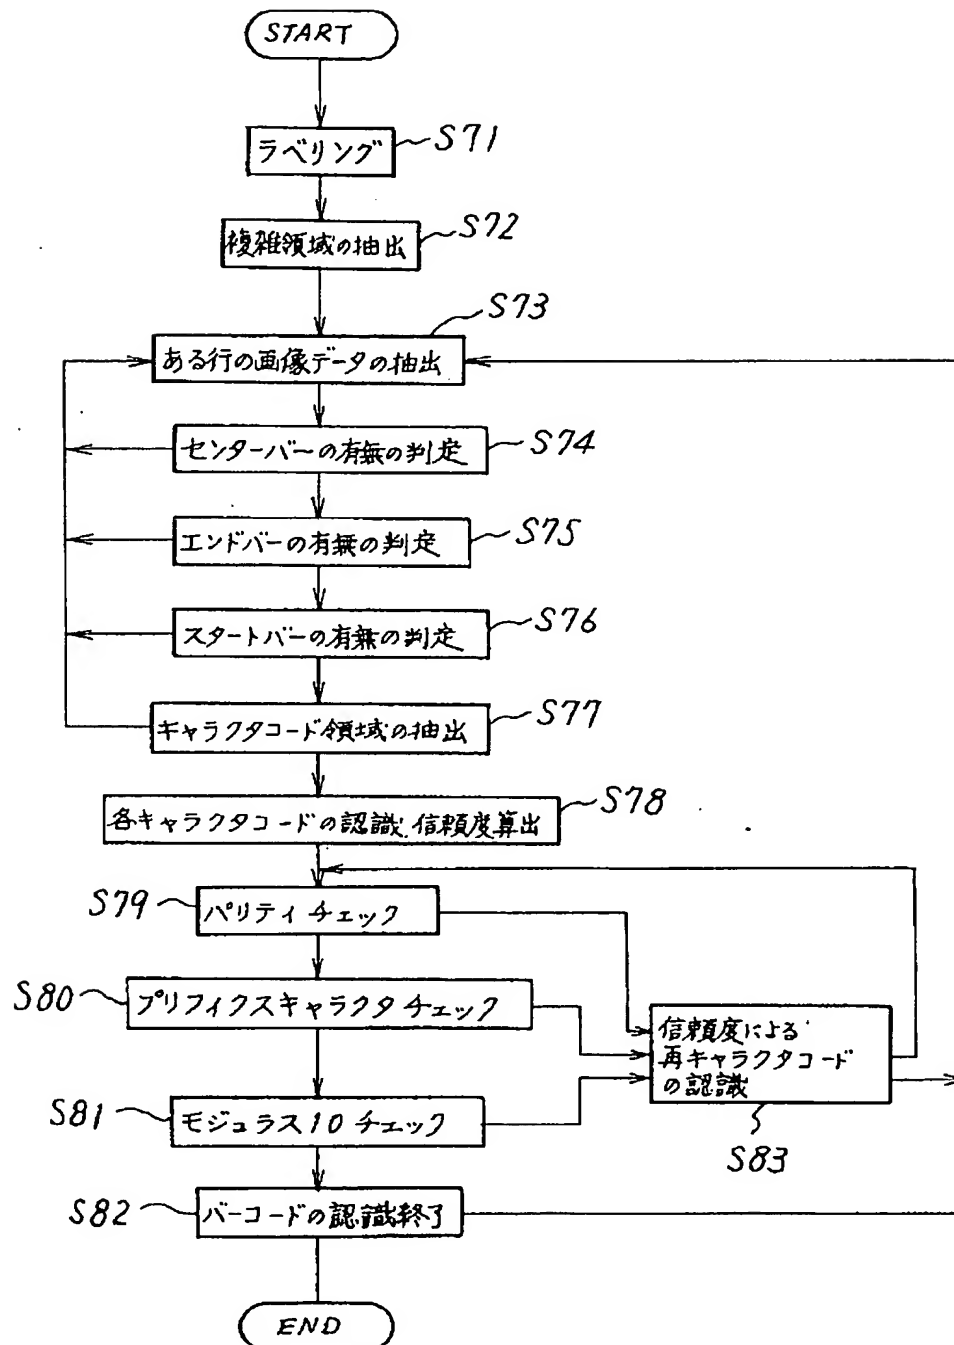 START
ラベリング
S71
複雑領域の抽出
S72
S73
ある行の画像データの抽出
センターバーの有無の判定
S74
エンドバーの有無の判定
S75
スタートバーの有無の判定
S76
キャラクタコード領域の抽出
S77
各キャラクタコードの認識、信頼度算出
S78
S79
パリティチェック
S80
プリフィクスキャラクタチェック
信頼度による
再キャラクタコード
の認識
S83
S81
モジュラス10チェック
S82
バーコードの認識終了
END